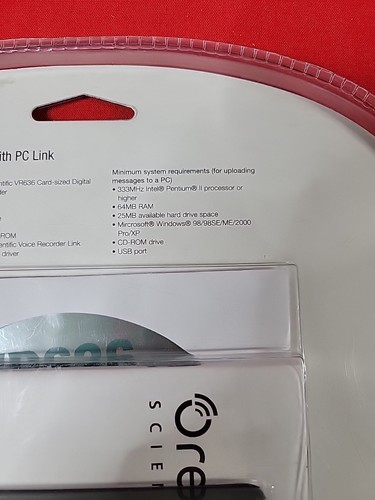 ith PC Link
ntific VR636 Card-sized Digital
der
ROM
entific Voice Recorder Link
driver
Minimum system requirements (for uploading
messages to a PC)
• 333MHz Intel® Pentium® II processor or
higher
• 64MB RAM
• 25MB available hard drive space
• Mircrosoft® Windows® 98/98SE/ME/2000
Pro/XP
• CD-ROM drive
• USB port
Ore
SCIE